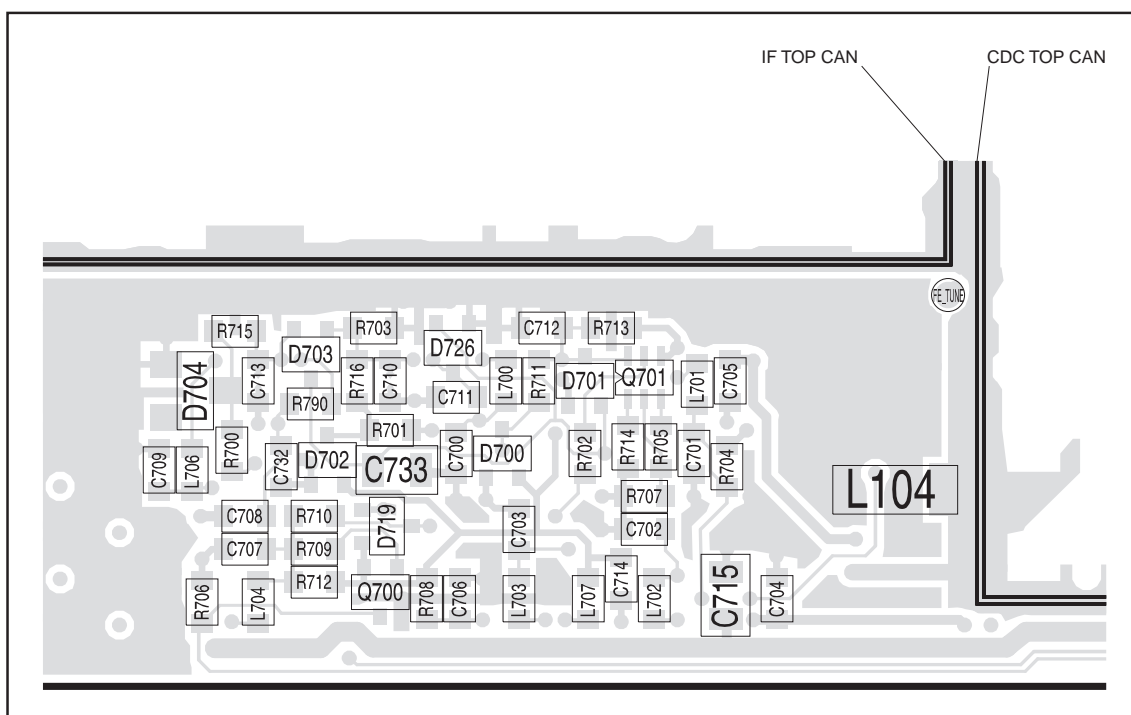 IF TOP CAN
CDC TOP CAN
FE_TUNE
R715
R703
C712
R713
D703
D726
D704
C713
R716
C710
L700
R711
D701
Q701
L701
C705
R790
C711
R701
R700
C709
L706
C732
D702
C733
C700
D700
R702
R714
R705
C701
R704
L104
R707
C708
R710
D719
C703
C702
C707
R709
R712
R706
L704
Q700
R708
C706
L703
L707
C714
L702
C715
C704